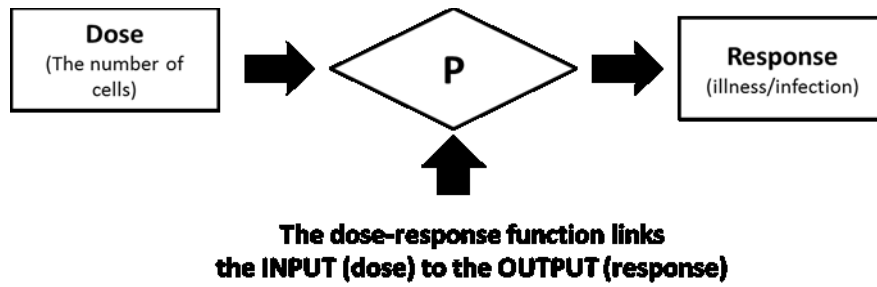 Dose
(The number of
cells)
P
Response
(illness/infection)
The dose-response function links
the INPUT (dose) to the OUTPUT (response)